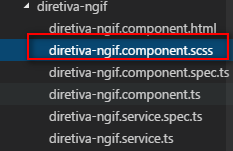 diretiva-ngif
diretiva-ngif.component.html
diretiva-ngif.component.scss
diretiva-ngif.component.spec.ts
diretiva-ngif.component.ts
diretiva-ngif.service.spec.ts
diretiva-ngif.service.ts